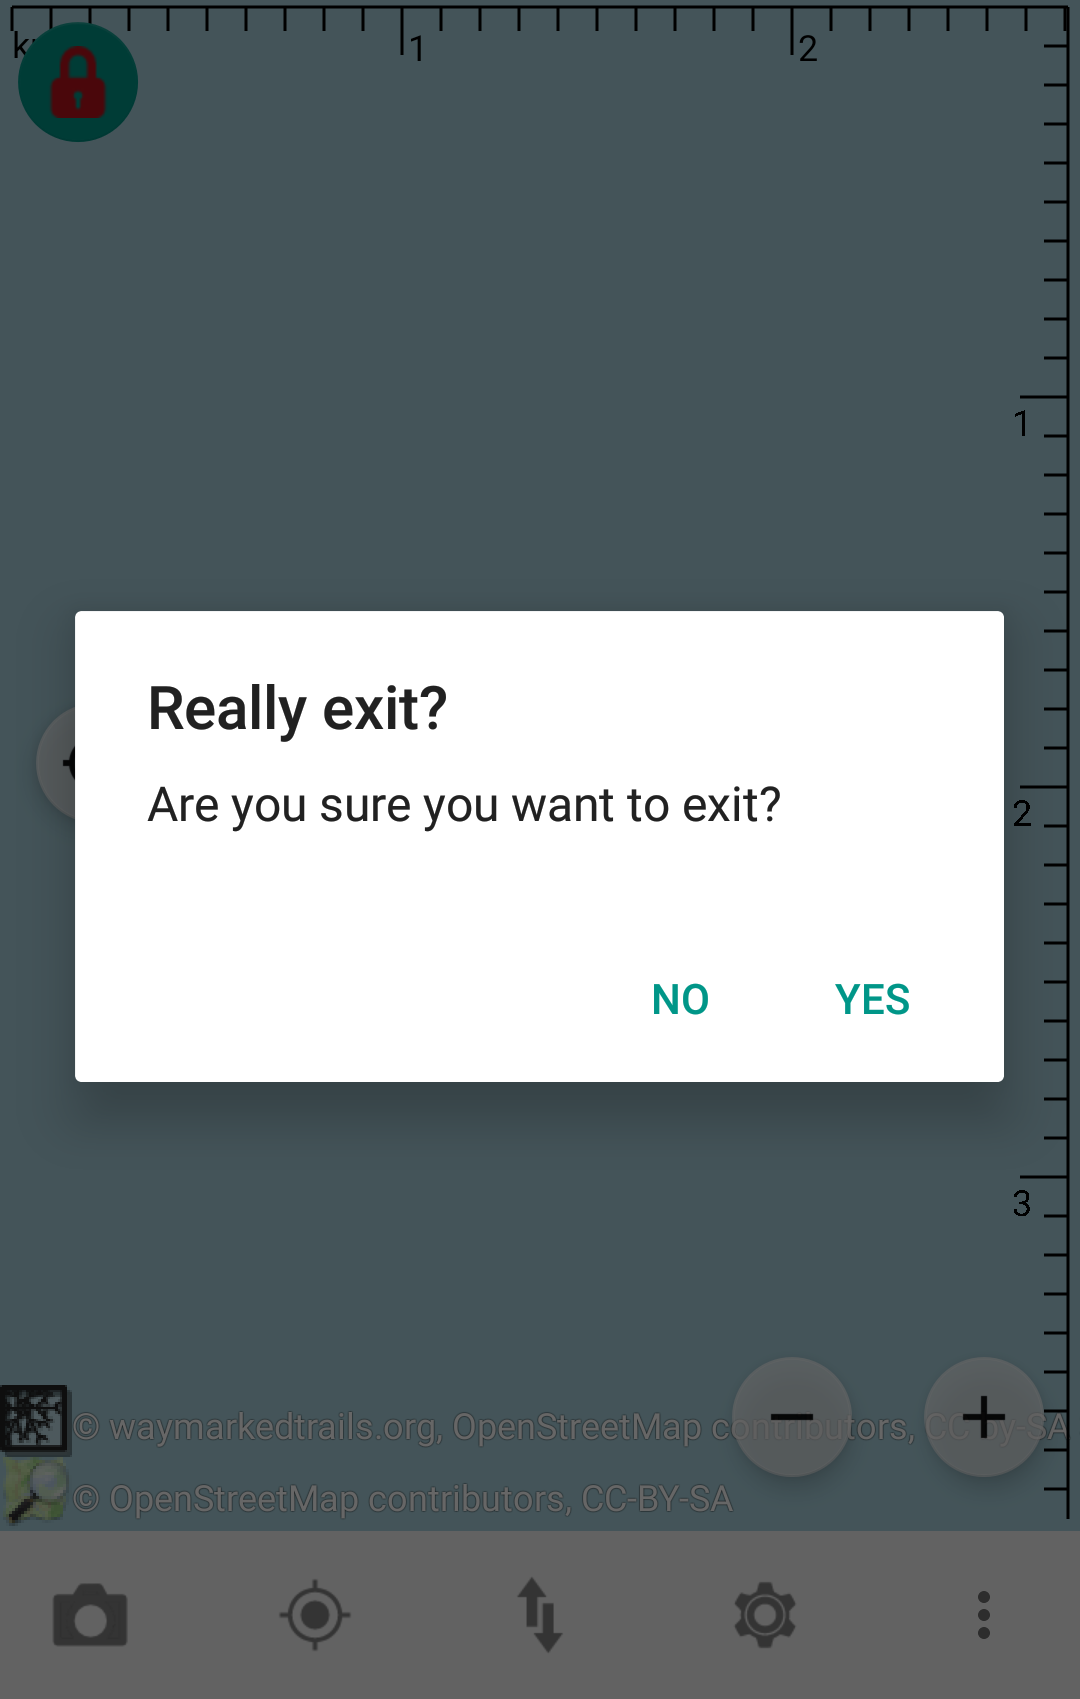 1
2
1
Really exit?
Are you sure you want to exit?
2
NO YES
3
© waymarkedtrails.org, OpenStreetMap contributors, CC-by-SA
© OpenStreetMap contributors, CC-BY-SA